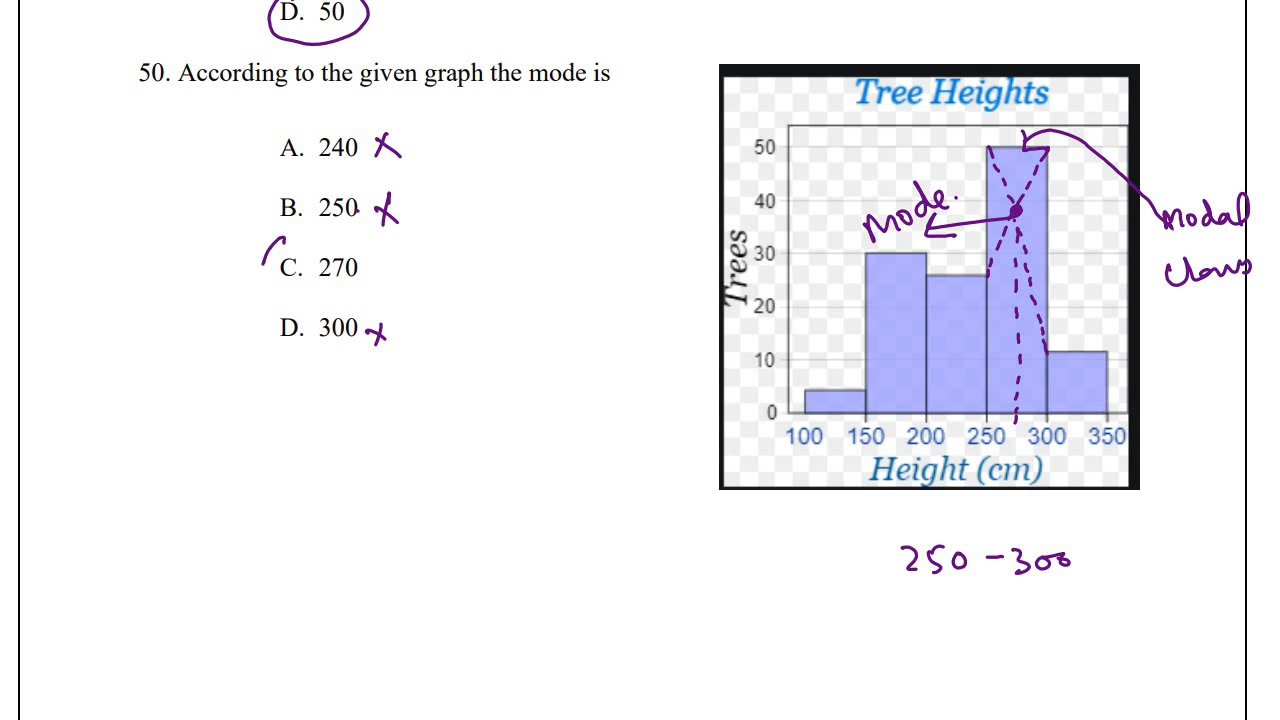 D. 50
50. According to the given graph the mode is
A. 240
B. 250
C. 270
D. 300
Tree Heights
50
40
30
20
10
0
Trees
100 150 200 250 300 350
Height (cm)
Mode.
Modal
Class
250 - 300